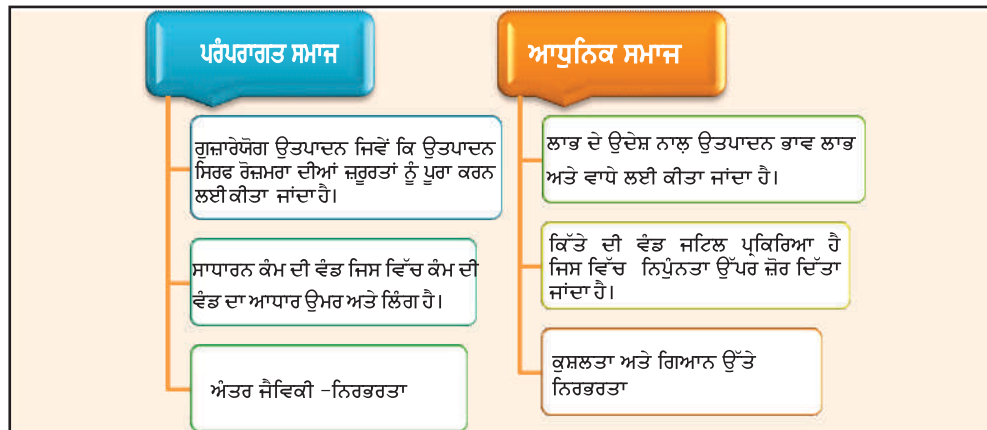 ਪਰੰਪਰਾਗਤ ਸਮਾਜ
ਗੁਜ਼ਾਰੇਯੋਗ ਉਤਪਾਦਨ ਜਿਵੇਂ ਕਿ ਉਤਪਾਦਨ
ਸਿਰਫ ਰੋਜ਼ਮਰਾ ਦੀਆਂ ਜ਼ਰੂਰਤਾਂ ਨੂੰ ਪੂਰਾ ਕਰਨ
ਲਈ ਕੀਤਾ ਜਾਂਦਾ ਹੈ।
ਸਾਧਾਰਨ ਕੰਮ ਦੀ ਵੰਡ ਜਿਸ ਵਿੱਚ ਕੰਮ ਦੀ
ਵੰਡ ਦਾ ਆਧਾਰ ਉਮਰ ਅਤੇ ਲਿੰਗ ਹੈ।
ਅੰਤਰ ਜੈਵਿਕੀ -ਨਿਰਭਰਤਾ
ਆਧੁਨਿਕ ਸਮਾਜ
ਲਾਭ ਦੇ ਉਦੇਸ਼ ਨਾਲ਼ ਉਤਪਾਦਨ ਭਾਵ ਲਾਭ
ਅਤੇ ਵਾਧੇ ਲਈ ਕੀਤਾ ਜਾਂਦਾ ਹੈ।
ਕਿੱਤੇ ਦੀ ਵੰਡ ਜਟਿਲ ਪ੍ਰਕਿਰਿਆ ਹੈ
ਜਿਸ ਵਿੱਚ ਨਿਪੁੰਨਤਾ ਉੱਪਰ ਜ਼ੋਰ ਦਿੱਤਾ
ਜਾਂਦਾ ਹੈ।
ਕੁਸ਼ਲਤਾ ਅਤੇ ਗਿਆਨ ਉੱਤੇ
ਨਿਰਭਰਤਾ